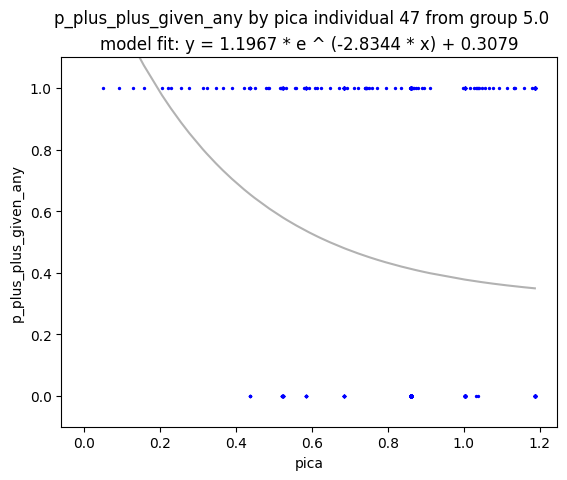 p_plus_plus_given_any by pica individual 47 from group 5.0
model fit: y = 1.1967 * e ^ (-2.8344 * x) + 0.3079
p_plus_plus_given_any
1.0
0.8
0.6
0.4
0.2
0.0
0.0 0.2 0.4 0.6 0.8 1.0 1.2
pica